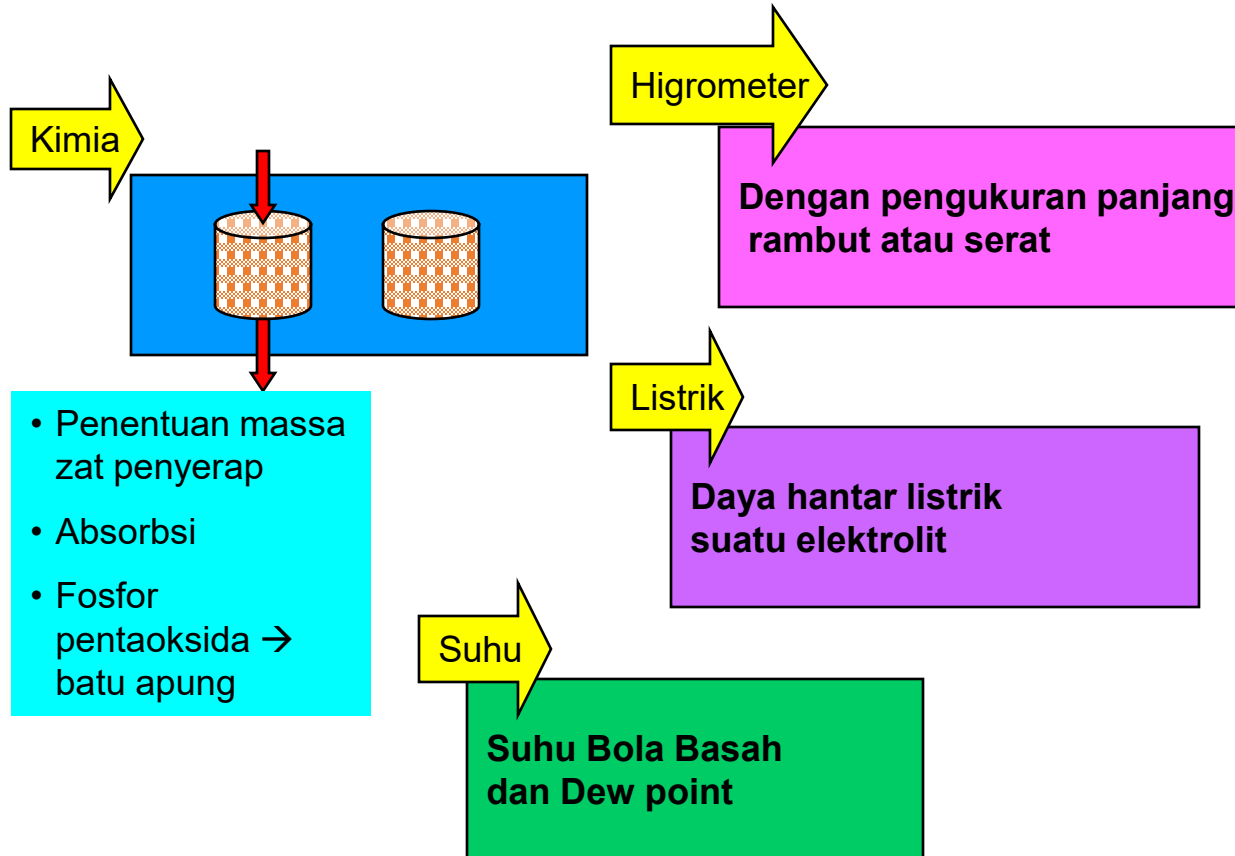 Kimia
• Penentuan massa
zat penyerap
• Absorbsi
• Fosfor
pentaoksida →
batu apung
Higrometer
Dengan pengukuran panjang
rambut atau serat
Listrik
Daya hantar listrik
suatu elektrolit
Suhu
Suhu Bola Basah
dan Dew point